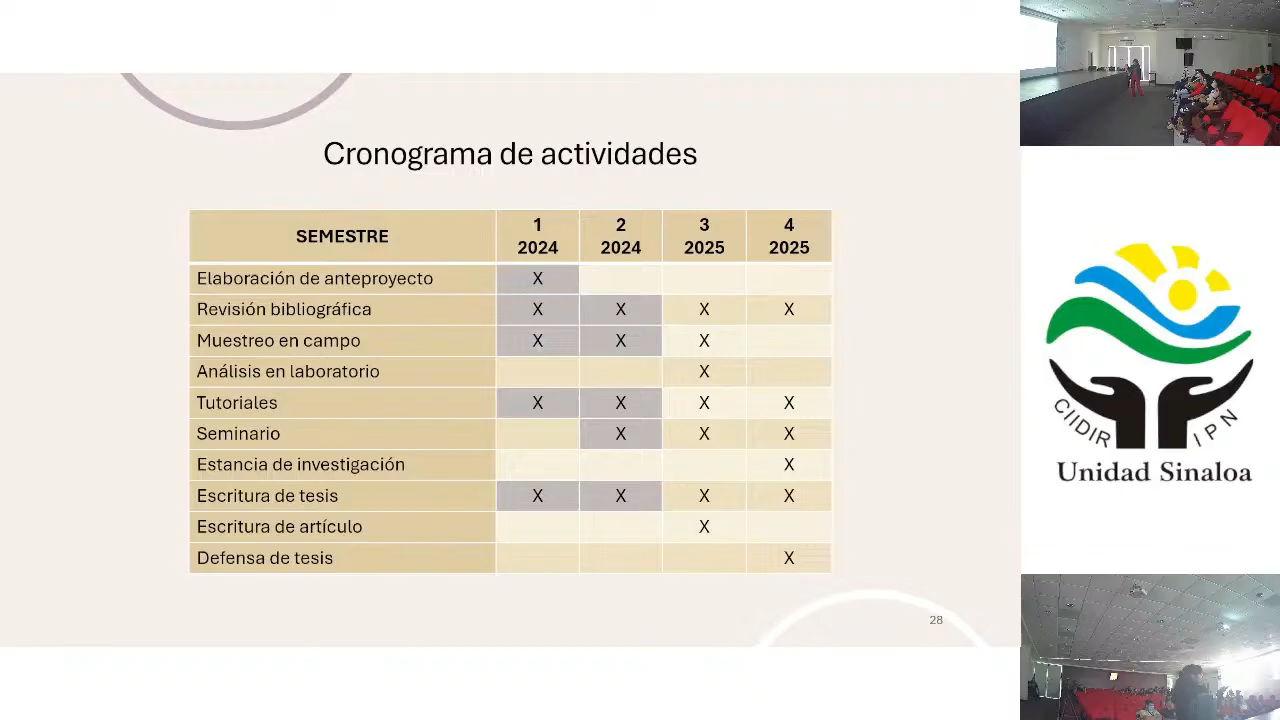 Cronograma de actividades
SEMESTRE 1 2024 2 2024 3 2025 4 2025
Elaboración de anteproyecto X
Revisión bibliográfica X X X X
Muestreo en campo X X X
Análisis en laboratorio X
Tutoriales X X X X
Seminario X X X
Estancia de investigación X
Escritura de tesis X X X X
Escritura de artículo X
Defensa de tesis X
28
CIIDIR IPN
Unidad Sinaloa